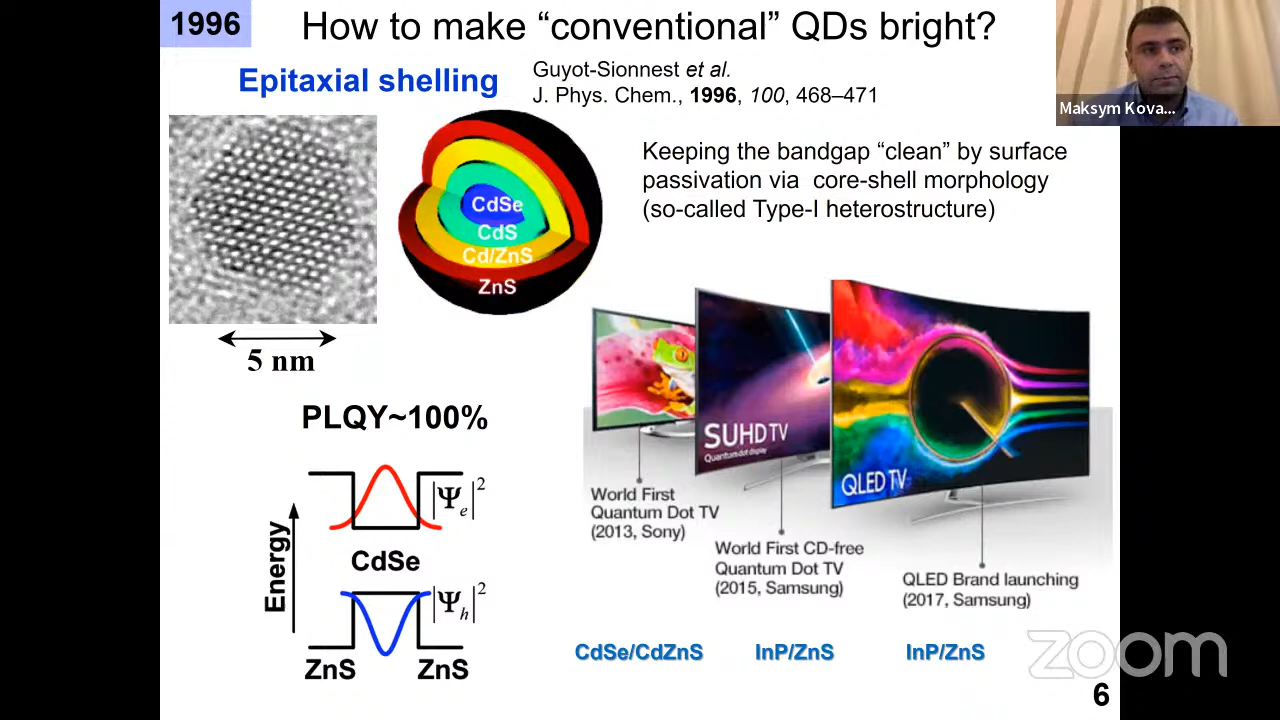 1996
How to make “conventional” QDs bright?
Epitaxial shelling
Guyot-Sionnest et al.
J. Phys. Chem., 1996, 100, 468–471
Maksym Kova...
Keeping the bandgap “clean” by surface
passivation via core-shell morphology
(so-called Type-I heterostructure)
CdSe
CdS
Cd/ZnS
ZnS
5 nm
PLQY~100%
|Ψe|2
Energy
CdSe
|Ψh|2
ZnS
ZnS
SUHD TV
Quantum dot display
QLED TV
World First
Quantum Dot TV
(2013, Sony)
World First CD-free
Quantum Dot TV
(2015, Samsung)
QLED Brand launching
(2017, Samsung)
CdSe/CdZnS
InP/ZnS
InP/ZnS
zoom
6